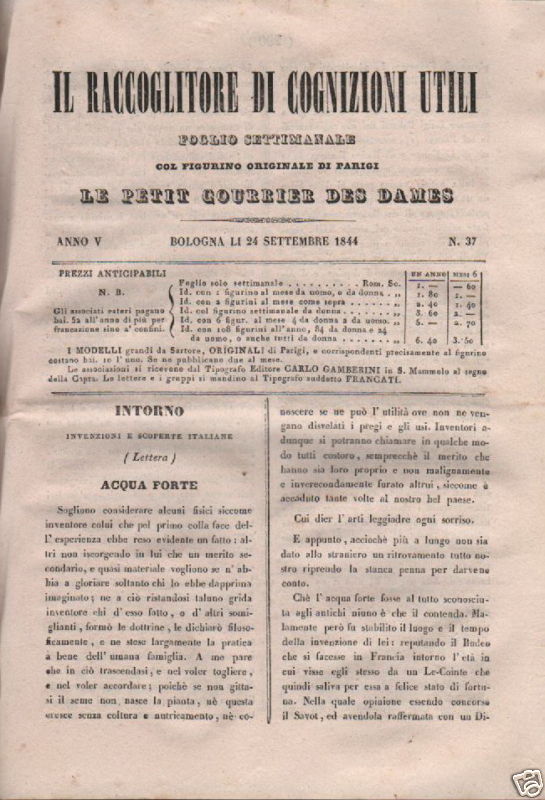 IL RACCOGLITORE DI COGNIZIONI UTILI
FOGLIO SETTIMANALE
COL FIGURINO ORIGINALE DI PARIGI
LE PETIT COURRIER DES DAMES
ANNO V BOLOGNA LI 24 SETTEMBRE 1844 N. 37
PREZZI ANTICIPABILI
N. B.
Gli associati esteri pagano
bai. 52 all'anno di più per
francazione sino a' confini.
UN ANNO MESI 6
Foglio solo settimanale .......... Rom. Sc. 1. — — 60
Id. con 1 figurino al mese da uomo, o da donna . „ 1. 80 1. —
Id. con 2 figurini al mese come sopra ........ „ 2. 40 1. 40
Id. col figurino settimanale da donna ........ „ 3. 60 2. —
Id. con 6 figur. al mese 4 da donna 2 da uomo. „ 5. — 2. 70
Id. con 108 figurini all'anno, 84 da donna e 24
da uomo, o anche tutti da donna ........ „ 6. 40 3. 50
I MODELLI grandi da Sartore, ORIGINALI di Parigi, e corrispondenti precisamente al figurino
costano bai. 10 l'uno. Se ne pubblicano due al mese.
Le associazioni si ricevono dal Tipografo Editore CARLO GAMBERINI in S. Mammolo al segno
della Capra. Le lettere e i gruppi si mandino al Tipografo suddetto FRANCATI.
INTORNO
INVENZIONI E SCOPERTE ITALIANE
( Lettera )
ACQUA FORTE
Sogliono considerare alcuni fisici siccome
inventore colui che pel primo colla face del-
l' esperienza ebbe reso evidente un fatto: al-
tri non iscorgendo in lui che un merito se-
condario, e quasi materiale vogliono se n' ab-
bia a gloriare soltanto chi lo ebbe dapprima
imaginato; ne a ciò ristandosi taluno grida
inventore chi d' esso fatto, o d' altri somi-
glianti, formò le dottrine, le dichiarò filoso-
ficamente, e ne stese largamente la pratica
a bene dell' umana famiglia. A me pare
che in ciò trascendasi, e nel voler togliere,
e nel voler accordare; poichè se non gitta-
si il seme non nasce la pianta, nè questa
cresce senza coltura e nutricamento, nè co-
noscere se ne può l' utilità ove non ne ven-
gano disvelati i pregi e gli usi. Inventori a-
dunque si potranno chiamare in qualche mo-
do tutti costoro, semprecchè il merito che
hanno sia loro proprio e non malignamente
e inverecondamente furato altrui, siccome è
accaduto tante volte al nostro bel paese.
Cui dier l' arti leggiadre ogni sorriso.
E appunto, acciochè più a lungo non sia
dato allo straniero un ritrovamento tutto no-
stro riprendo la stanca penna per darvene
conto.
Chè l' acqua forte fosse al tutto sconosciu-
ta agli antichi niuno è che il contenda. Ma-
lamente però fu stabilito il luogo e il tempo
della invenzione di lei: reputando il Budeo
che si facesse in Francia intorno l' età in
cui visse egli stesso da un Le-Cointe che
quindi saliva per essa a felice stato di fortu-
na. Nella quale opinione essendo concorso
il Savot, ed avendola raffermata con un Di-